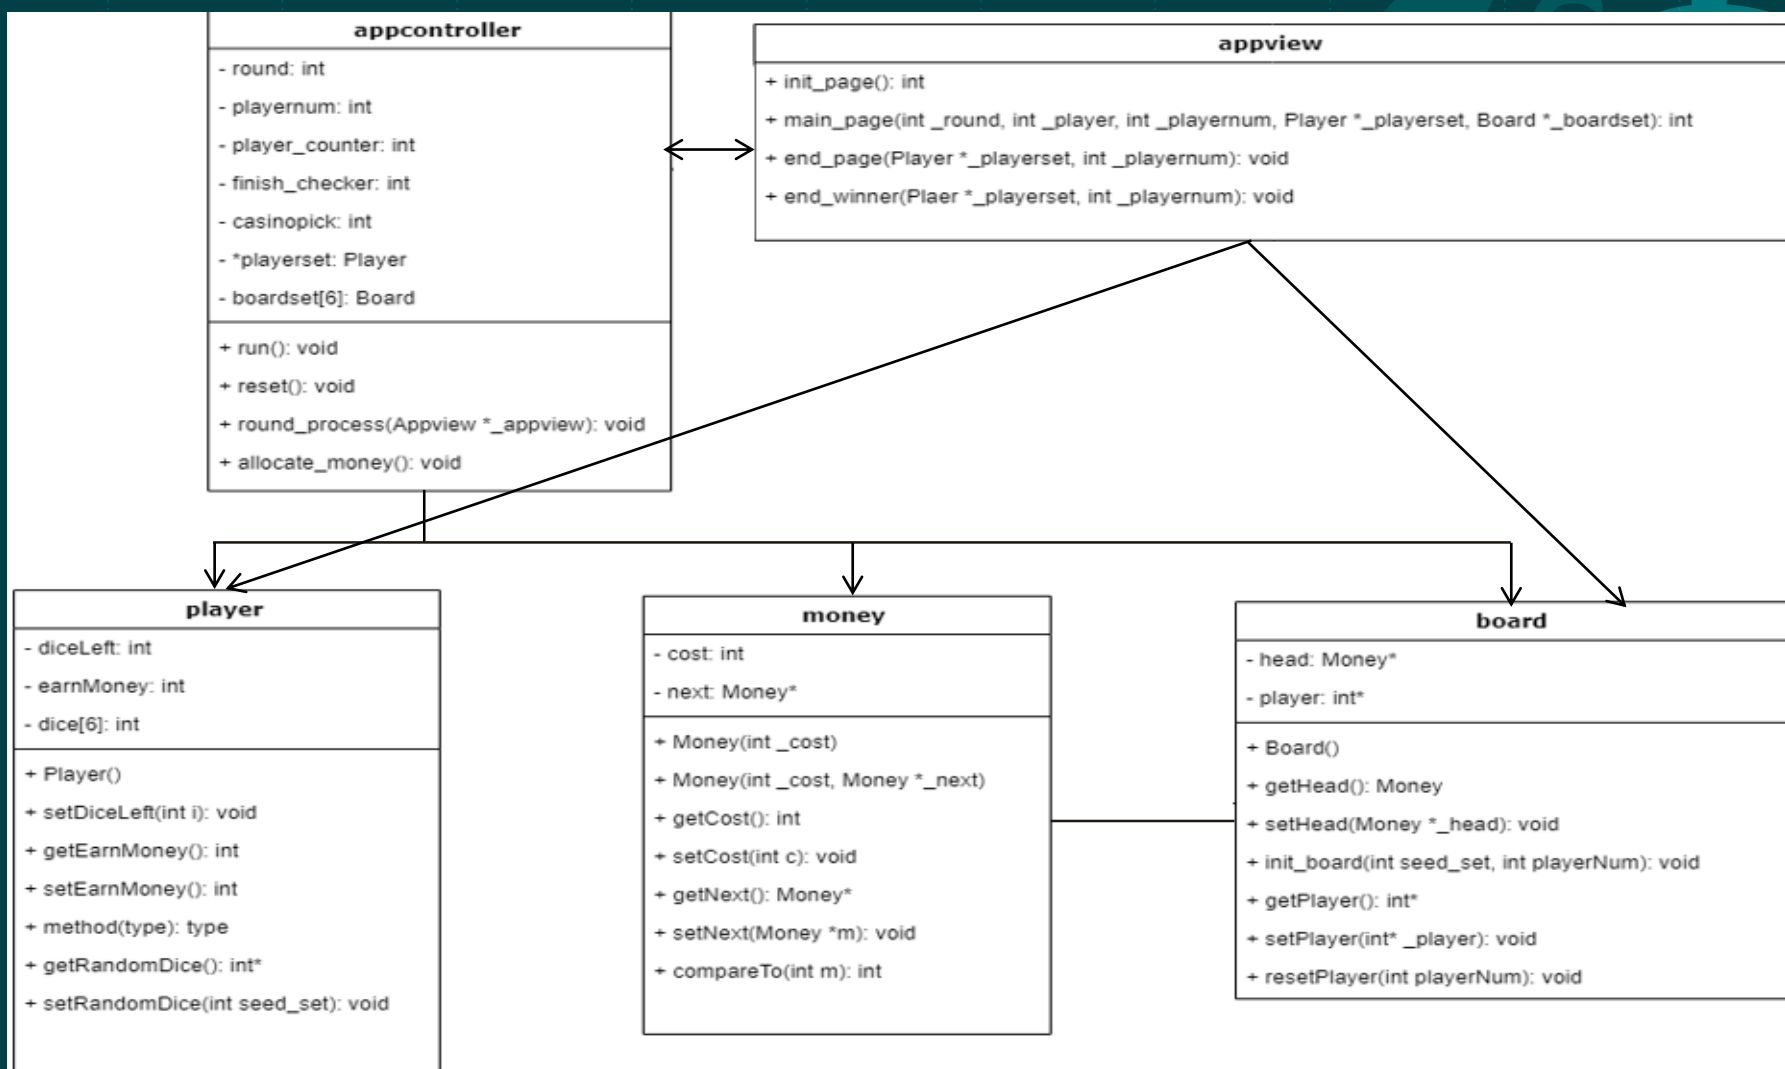 appcontroller
- round: int
- playernum: int
- player_counter: int
- finish_checker: int
- casinopick: int
- *playerset: Player
- boardset[6]: Board
+ run(): void
+ reset(): void
+ round_process(Appview *_appview): void
+ allocate_money(): void
appview
+ init_page(): int
+ main_page(int _round, int _player, int _playernum, Player *_playerset, Board *_boardset): int
+ end_page(Player *_playerset, int _playernum): void
+ end_winner(Plaer *_playerset, int _playernum): void
player
- diceLeft: int
- earnMoney: int
- dice[6]: int
+ Player()
+ setDiceLeft(int i): void
+ getEarnMoney(): int
+ setEarnMoney(): int
+ method(type): type
+ getRandomDice(): int*
+ setRandomDice(int seed_set): void
money
- cost: int
- next: Money*
+ Money(int _cost)
+ Money(int _cost, Money *_next)
+ getCost(): int
+ setCost(int c): void
+ getNext(): Money*
+ setNext(Money *m): void
+ compareTo(int m): int
board
- head: Money*
- player: int*
+ Board()
+ getHead(): Money
+ setHead(Money *_head): void
+ init_board(int seed_set, int playerNum): void
+ getPlayer(): int*
+ setPlayer(int* _player): void
+ resetPlayer(int playerNum): void